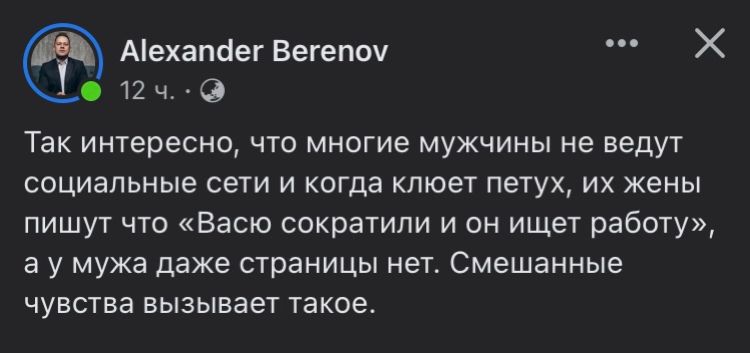 Alexander Berenov
12 ч. ·
Так интересно, что многие мужчины не ведут
социальные сети и когда клюет петух, их жены
пишут что «Васю сократили и он ищет работу»,
а у мужа даже страницы нет. Смешанные
чувства вызывает такое.